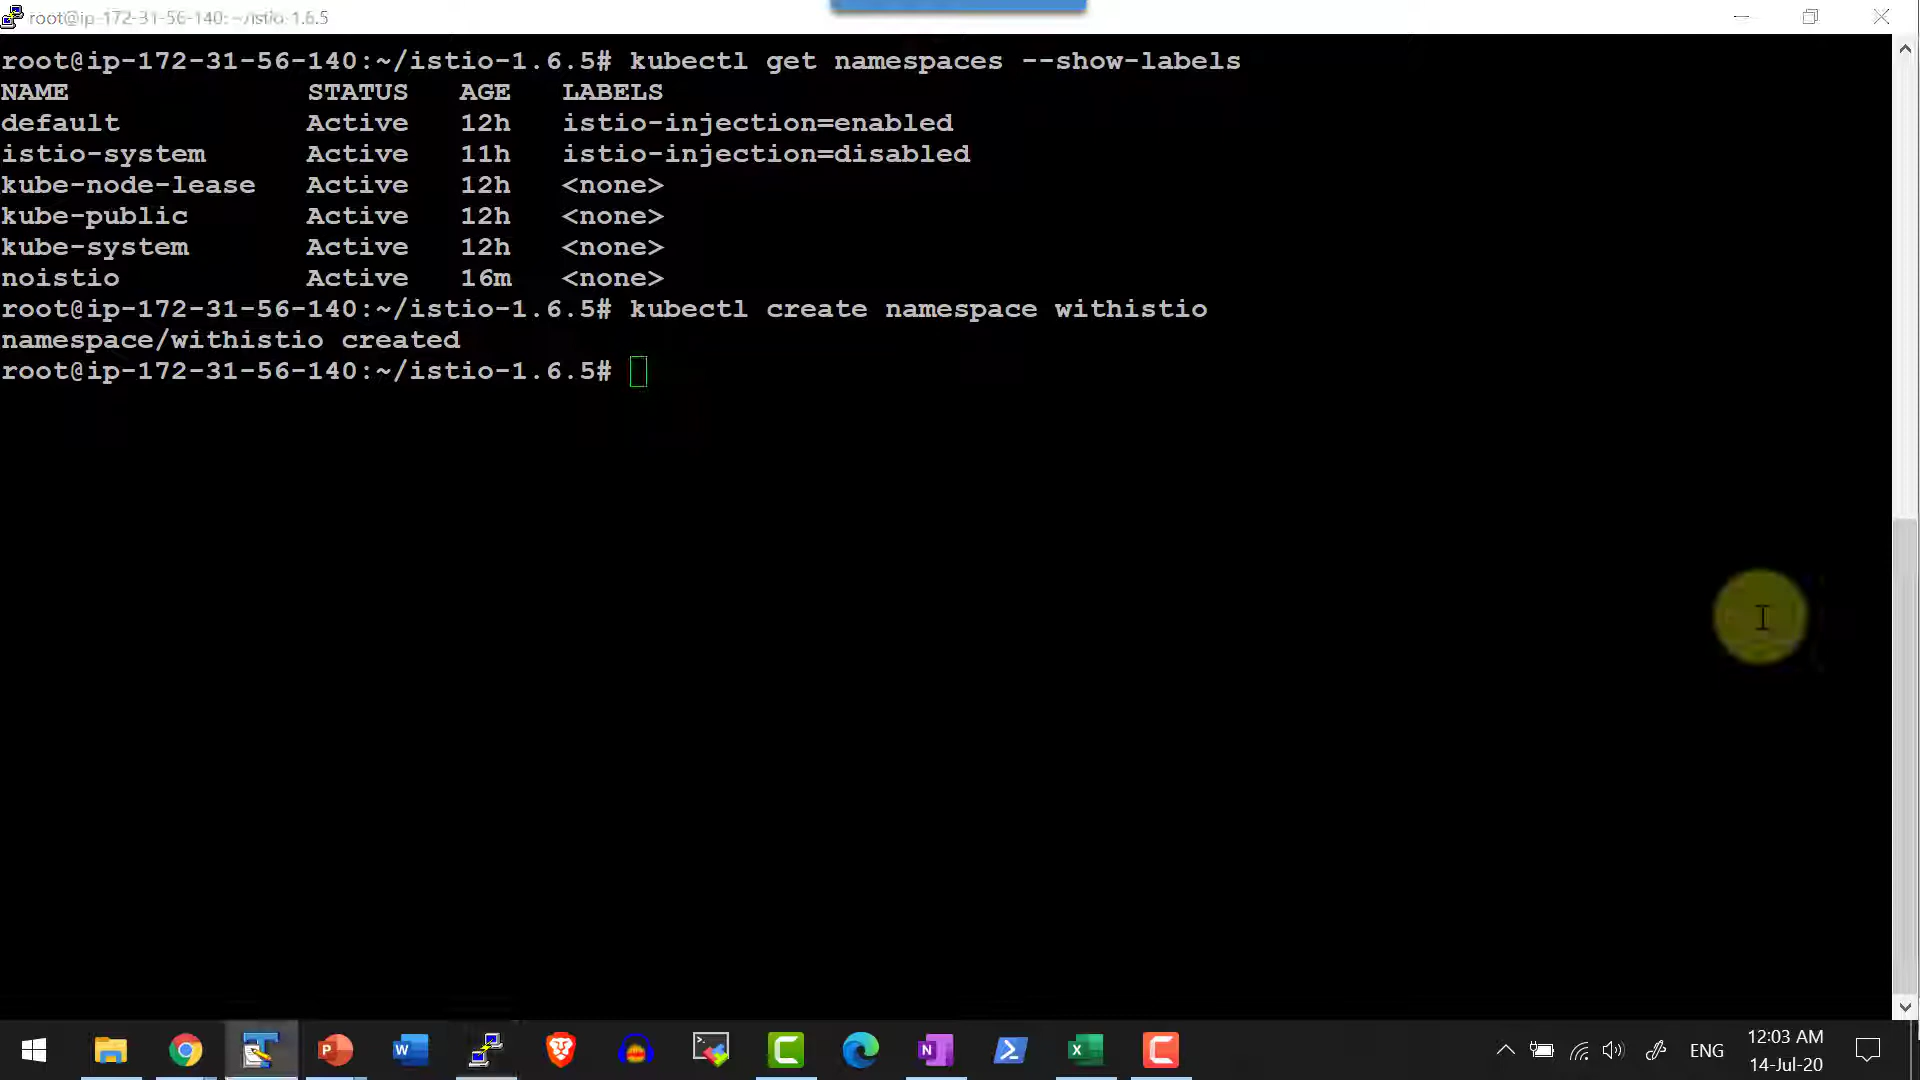 root@ip-172-31-56-140: ~/istio-1.6.5
root@ip-172-31-56-140:~/istio-1.6.5# kubectl get namespaces --show-labels
NAME STATUS AGE LABELS
default Active 12h istio-injection=enabled
istio-system Active 11h istio-injection=disabled
kube-node-lease Active 12h <none>
kube-public Active 12h <none>
kube-system Active 12h <none>
noistio Active 16m <none>
root@ip-172-31-56-140:~/istio-1.6.5# kubectl create namespace withistio
namespace/withistio created
root@ip-172-31-56-140:~/istio-1.6.5#
ENG
12:03 AM
14-Jul-20